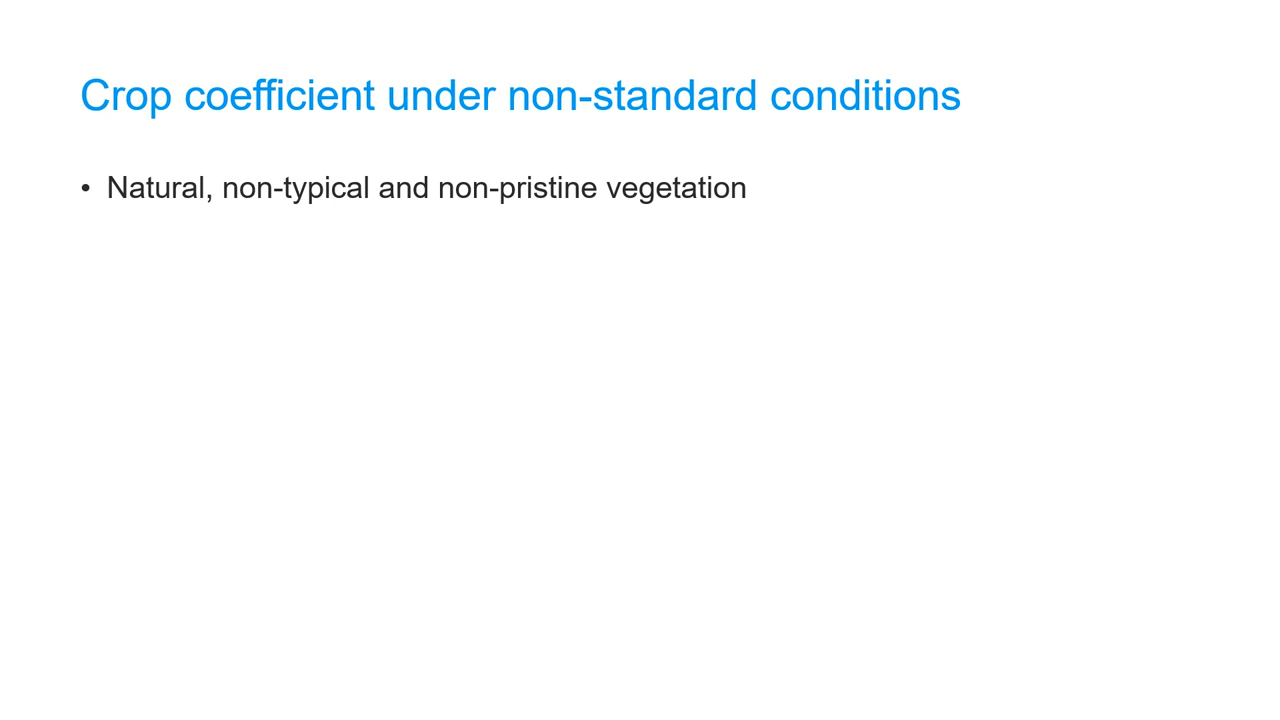 Crop coefficient under non-standard conditions
• Natural, non-typical and non-pristine vegetation